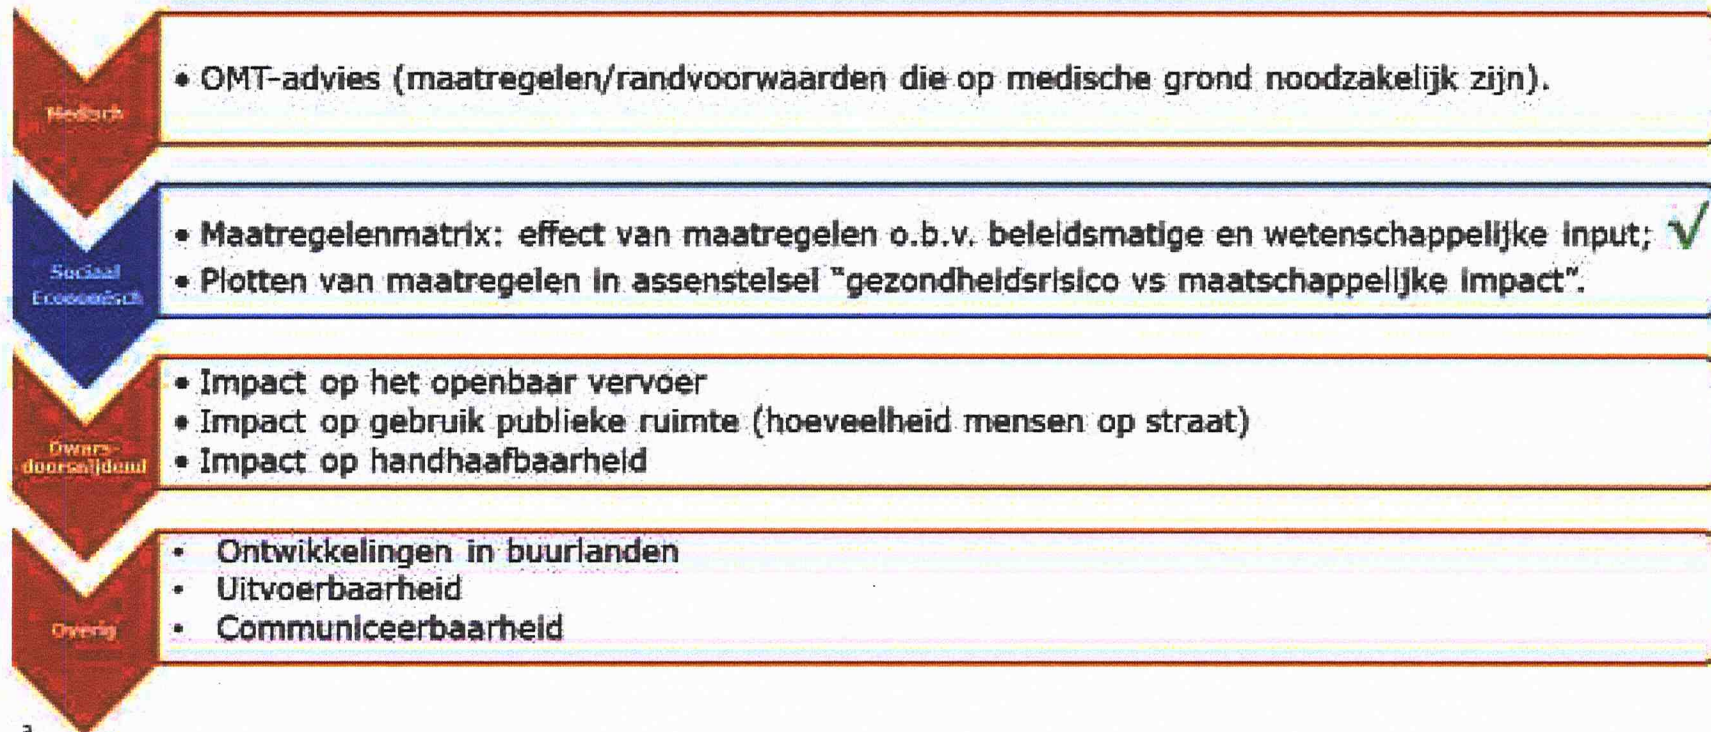 Medisch
• OMT-advies (maatregelen/randvoorwaarden die op medische grond noodzakelijk zijn).
Sociaal
Economisch
• Maatregelenmatrix: effect van maatregelen o.b.v. beleidsmatige en wetenschappelijke input; √
• Plotten van maatregelen in assenstelsel "gezondheidsrisico vs maatschappelijke impact".
Dwars-
doorsnijdend
• Impact op het openbaar vervoer
• Impact op gebruik publieke ruimte (hoeveelheid mensen op straat)
• Impact op handhaafbaarheid
Overig
• Ontwikkelingen in buurlanden
• Uitvoerbaarheid
• Communiceerbaarheid